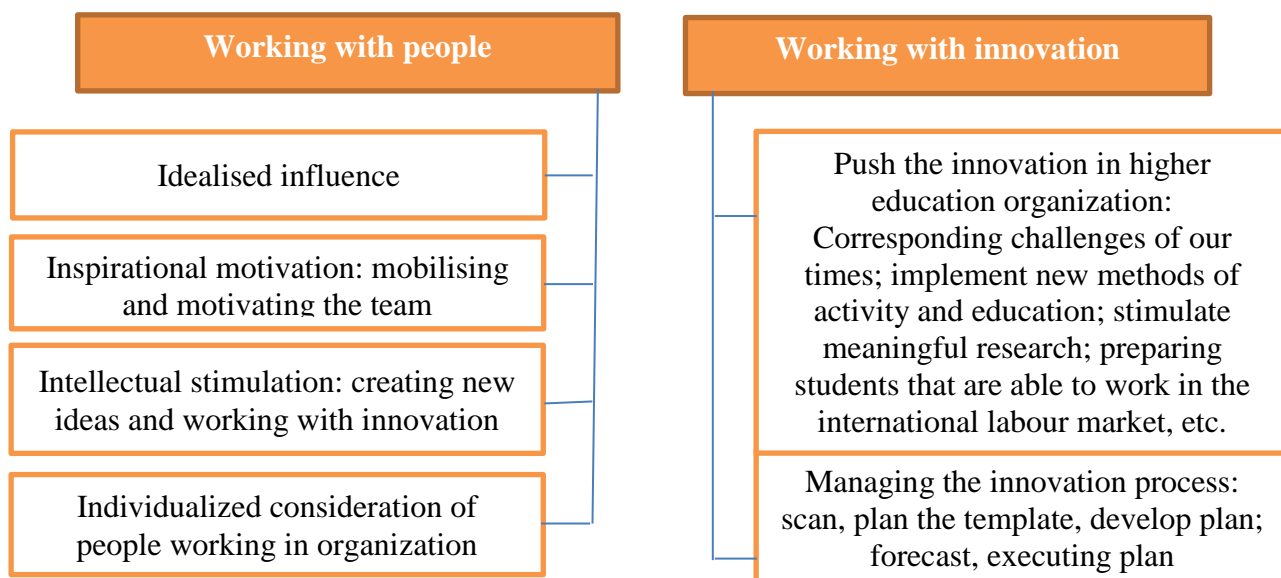 Working with people
Idealised influence
Inspirational motivation: mobilising
and motivating the team
Intellectual stimulation: creating new
ideas and working with innovation
Individualized consideration of
people working in organization
Working with innovation
Push the innovation in higher
education organization:
Corresponding challenges of our
times; implement new methods of
activity and education; stimulate
meaningful research; preparing
students that are able to work in the
international labour market, etc.
Managing the innovation process:
scan, plan the template, develop plan;
forecast, executing plan